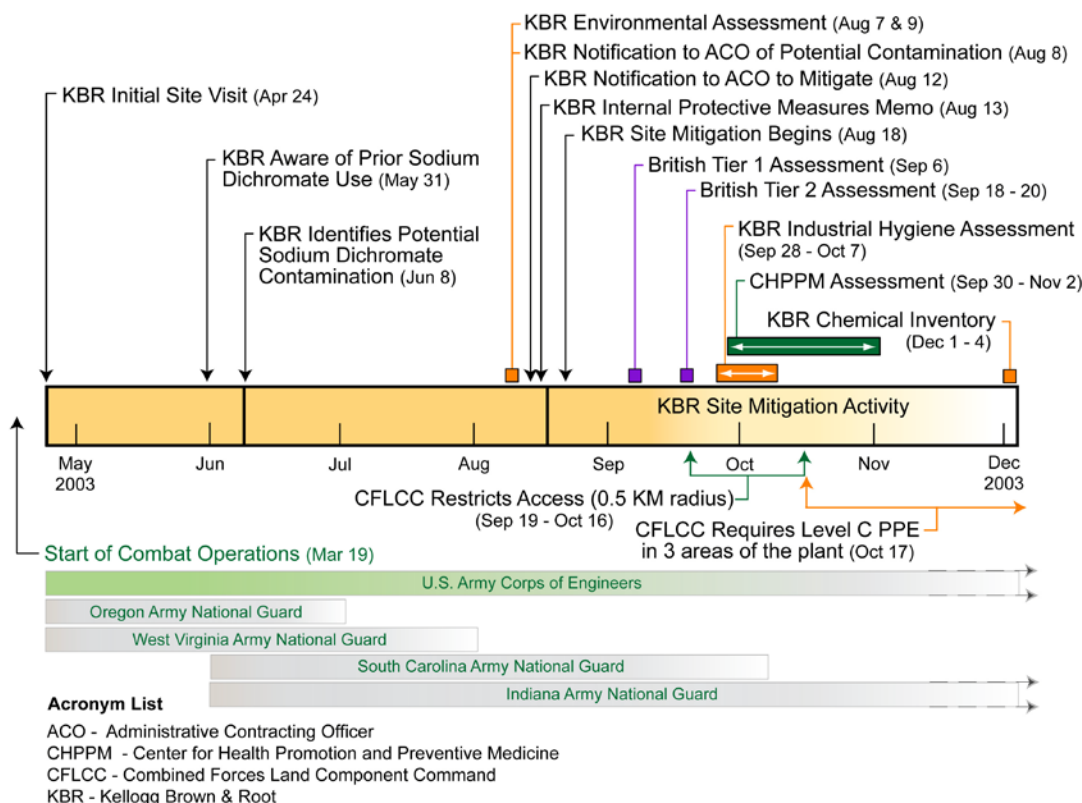 KBR Environmental Assessment (Aug 7 & 9)
KBR Notification to ACO of Potential Contamination (Aug 8)
KBR Notification to ACO to Mitigate (Aug 12)
KBR Initial Site Visit (Apr 24)
KBR Internal Protective Measures Memo (Aug 13)
KBR Site Mitigation Begins (Aug 18)
KBR Aware of Prior Sodium
Dichromate Use (May 31)
British Tier 1 Assessment (Sep 6)
British Tier 2 Assessment (Sep 18 - 20)
KBR Identifies Potential
Sodium Dichromate
Contamination (Jun 8)
KBR Industrial Hygiene Assessment
(Sep 28 - Oct 7)
CHPPM Assessment (Sep 30 - Nov 2)
KBR Chemical Inventory
(Dec 1 - 4)
KBR Site Mitigation Activity
May
2003
Jun
Jul
Aug
Sep
Oct
Nov
Dec
2003
CFLCC Restricts Access (0.5 KM radius)
(Sep 19 - Oct 16)
CFLCC Requires Level C PPE
in 3 areas of the plant (Oct 17)
Start of Combat Operations (Mar 19)
U.S. Army Corps of Engineers
Oregon Army National Guard
West Virginia Army National Guard
South Carolina Army National Guard
Indiana Army National Guard
Acronym List
ACO - Administrative Contracting Officer
CHPPM - Center for Health Promotion and Preventive Medicine
CFLCC - Combined Forces Land Component Command
KBR - Kellogg Brown & Root